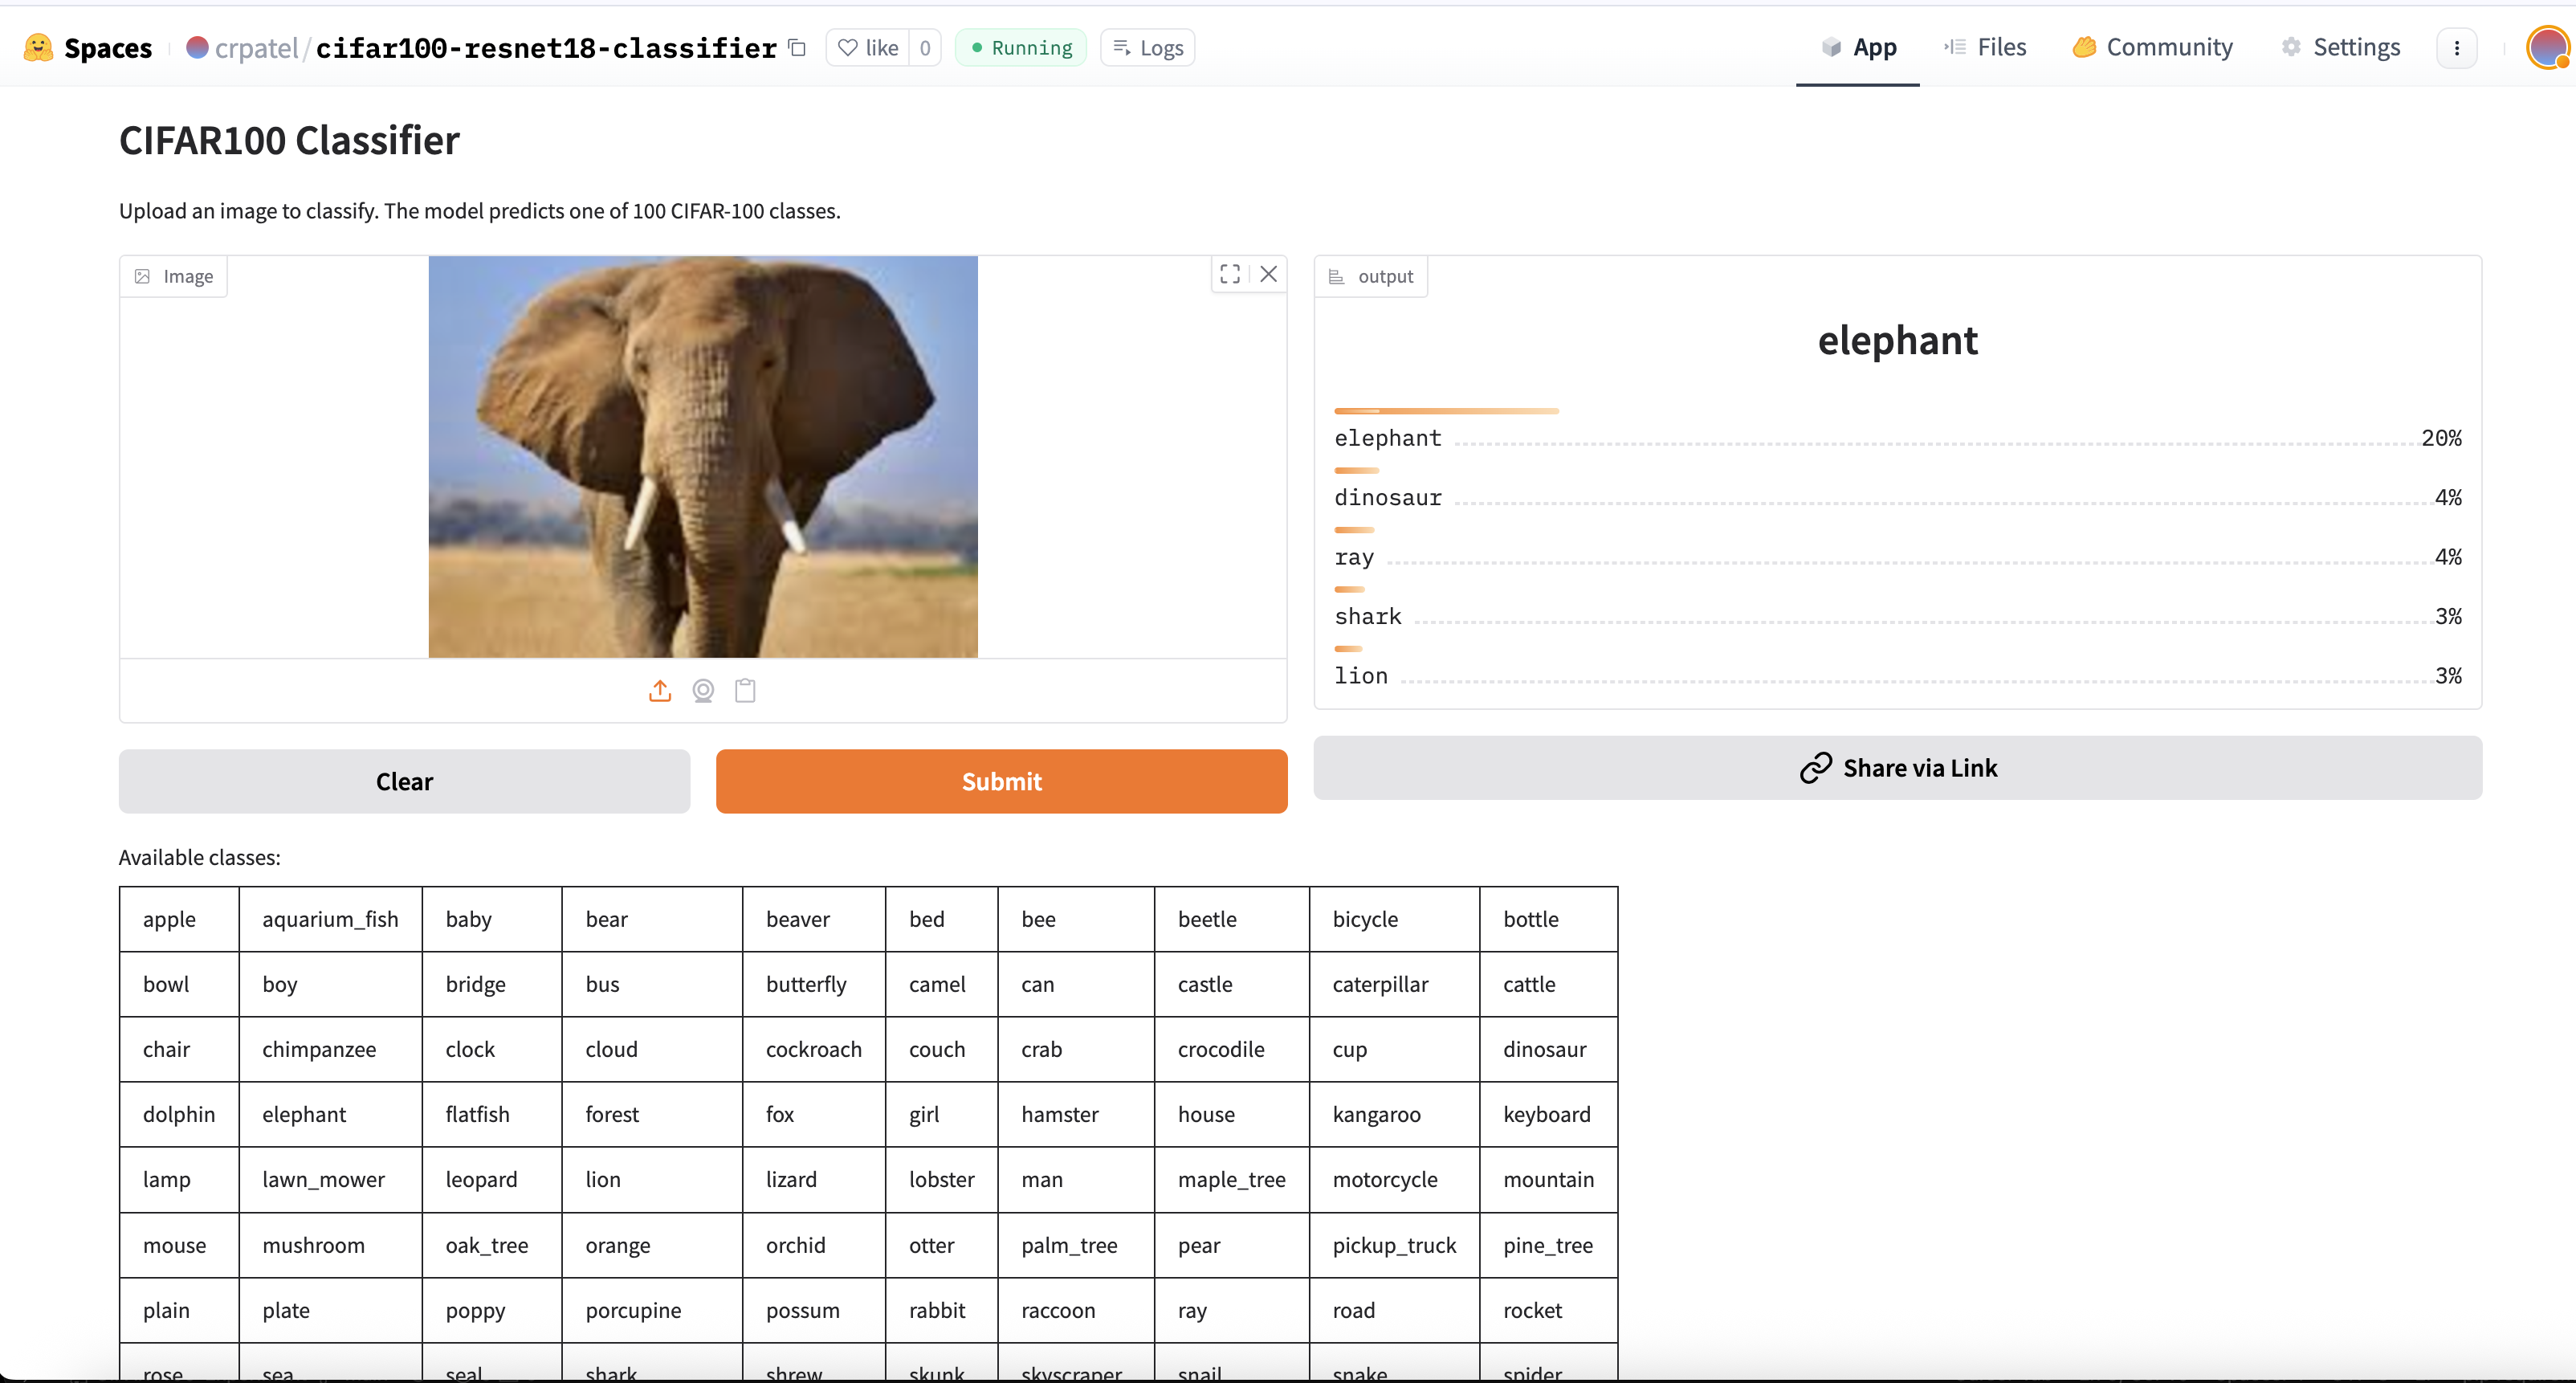 Spaces crpatel/cifar100-resnet18-classifier like 0 Running Logs App Files Community Settings
CIFAR100 Classifier
Upload an image to classify. The model predicts one of 100 CIFAR-100 classes.
Image
output
elephant
elephant 20%
dinosaur 4%
ray 4%
shark 3%
lion 3%
Clear Submit Share via Link
Available classes:
apple aquarium_fish baby bear beaver bed bee beetle bicycle bottle
bowl boy bridge bus butterfly camel can castle caterpillar cattle
chair chimpanzee clock cloud cockroach couch crab crocodile cup dinosaur
dolphin elephant flatfish forest fox girl hamster house kangaroo keyboard
lamp lawn_mower leopard lion lizard lobster man maple_tree motorcycle mountain
mouse mushroom oak_tree orange orchid otter palm_tree pear pickup_truck pine_tree
plain plate poppy porcupine possum rabbit raccoon ray road rocket
rose sea seal shark shrew skunk skyscraper snail snake spider